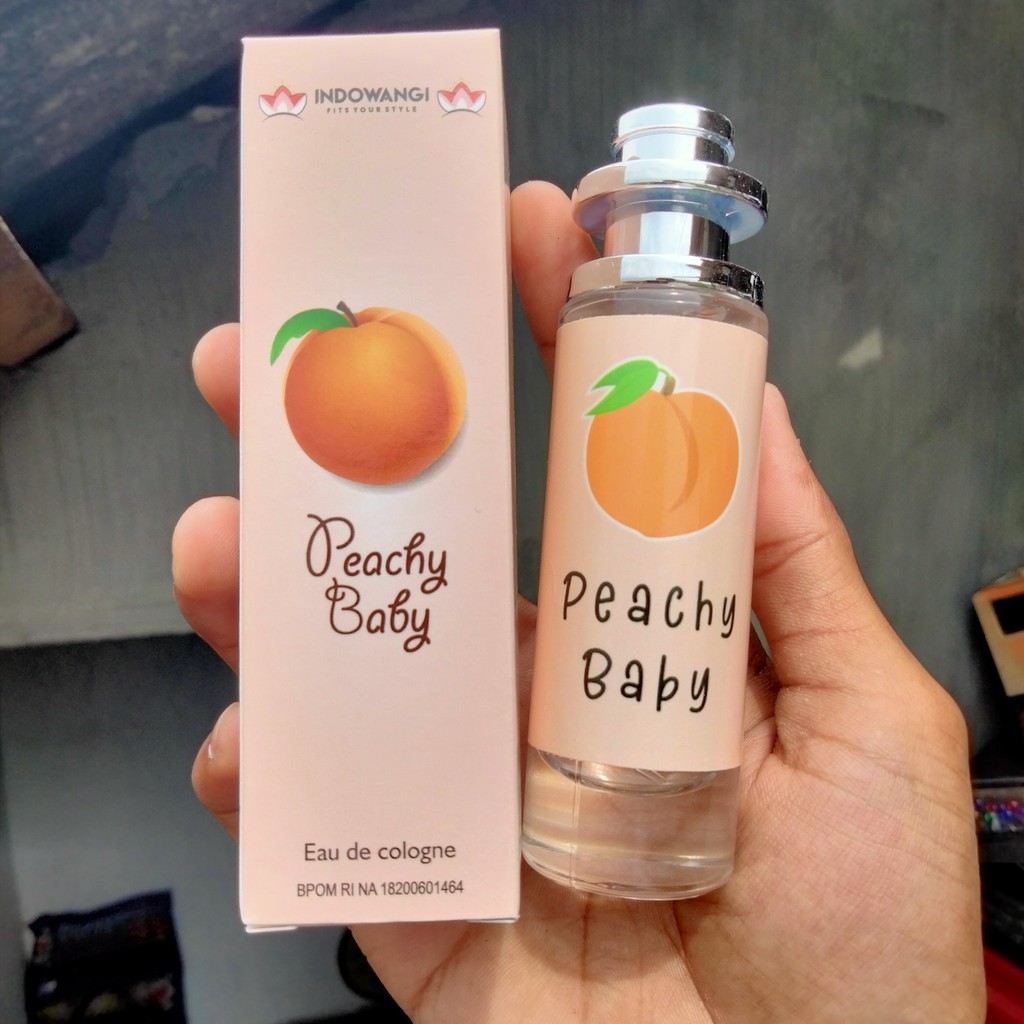 INDOWANGI
FITS YOUR STYLE
Peachy
Baby
Eau de cologne
BPOM RI NA 18200601464
Peachy
Baby